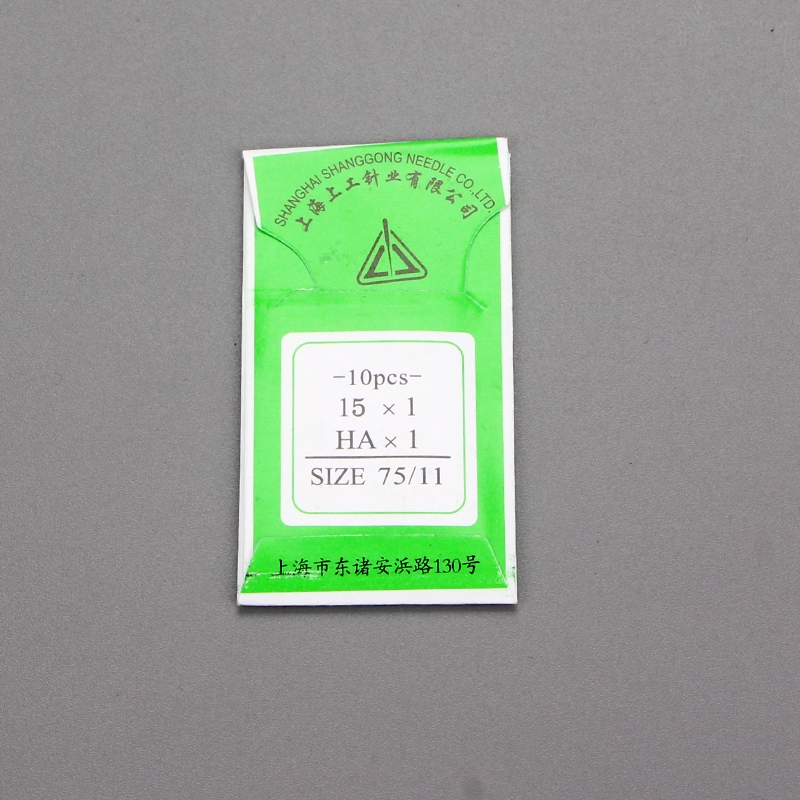 SHANGHAI SHANGGONG NEEDLE CO.,LTD.
上海上工针业有限公司
-10pcs-
15 × 1
HA × 1
SIZE 75/11
上海市东诸安浜路130号